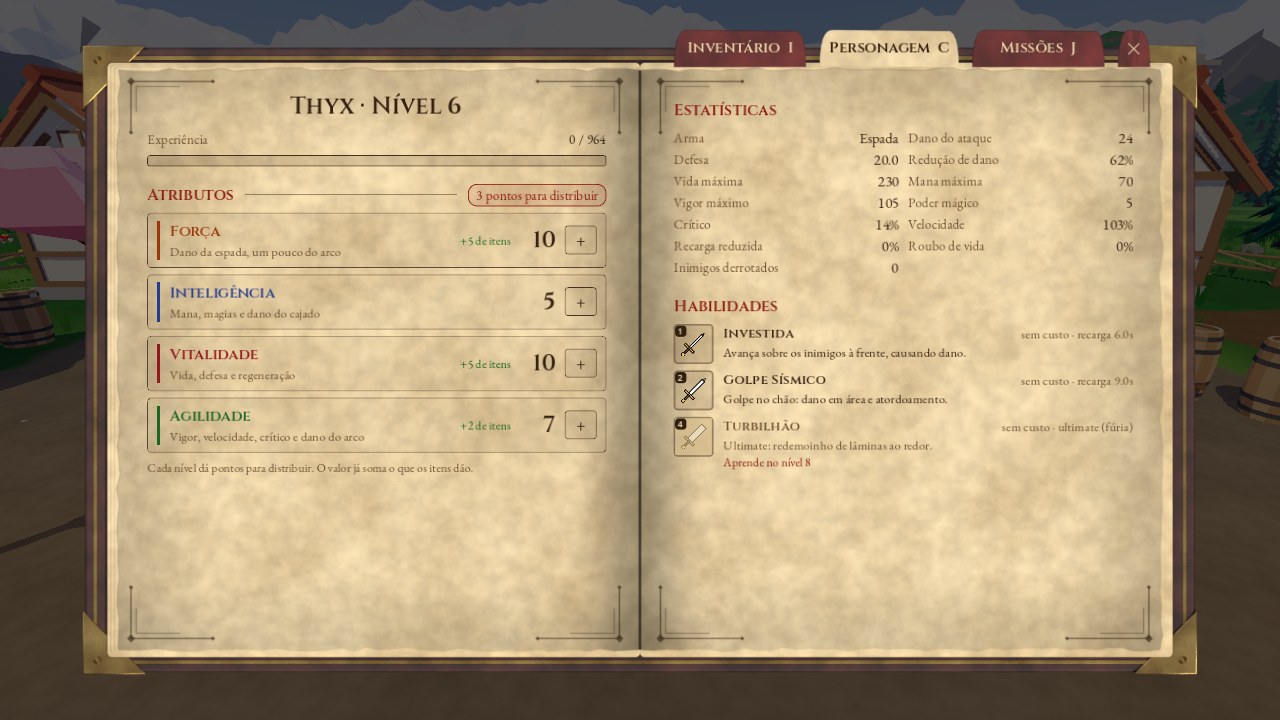 INVENTÁRIO I
PERSONAGEM C
MISSÕES J
×
THYX · NÍVEL 6
Experiência 0 / 964
ATRIBUTOS 3 pontos para distribuir
FORÇA
Dano da espada, um pouco do arco
+5 de itens 10 +
INTELIGÊNCIA
Mana, magias e dano do cajado
5 +
VITALIDADE
Vida, defesa e regeneração
+5 de itens 10 +
AGILIDADE
Vigor, velocidade, crítico e dano do arco
+2 de itens 7 +
Cada nível dá pontos para distribuir. O valor já soma o que os itens dão.
ESTATÍSTICAS
Arma Espada Dano do ataque 24
Defesa 20.0 Redução de dano 62%
Vida máxima 230 Mana máxima 70
Vigor máximo 105 Poder mágico 5
Crítico 14% Velocidade 103%
Recarga reduzida 0% Roubo de vida 0%
Inimigos derrotados 0
HABILIDADES
1 INVESTIDA sem custo · recarga 6.0s
Avança sobre os inimigos à frente, causando dano.
2 GOLPE SÍSMICO sem custo · recarga 9.0s
Golpe no chão: dano em área e atordoamento.
4 TURBILHÃO sem custo · ultimate (fúria)
Ultimate: redemoinho de lâminas ao redor.
Aprende no nível 8